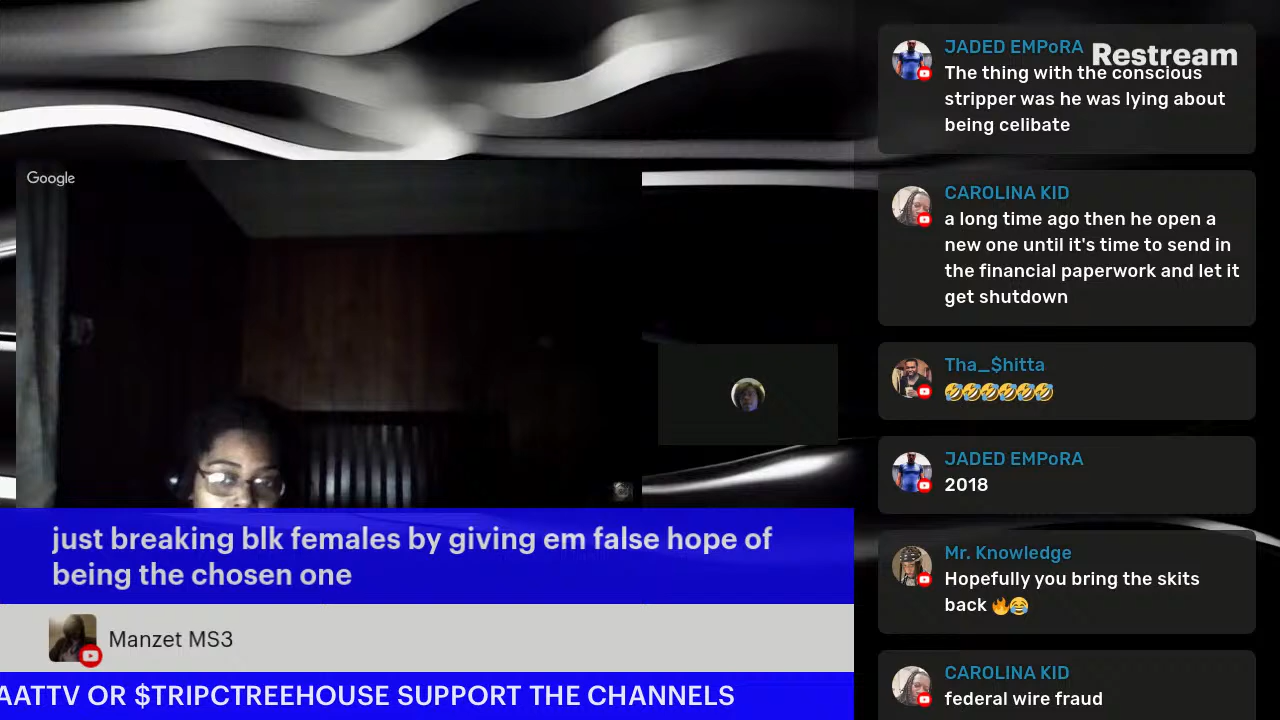 Google
just breaking blk females by giving em false hope of
being the chosen one
Manzet MS3
AATTV OR $TRIPCTREEHOUSE SUPPORT THE CHANNELS
Restream
JADED EMPoRA
The thing with the conscious
stripper was he was lying about
being celibate
CAROLINA KID
a long time ago then he open a
new one until it's time to send in
the financial paperwork and let it
get shutdown
Tha_$hitta
🤣🤣🤣🤣🤣🤣
JADED EMPoRA
2018
Mr. Knowledge
Hopefully you bring the skits
back 🔥😂
CAROLINA KID
federal wire fraud